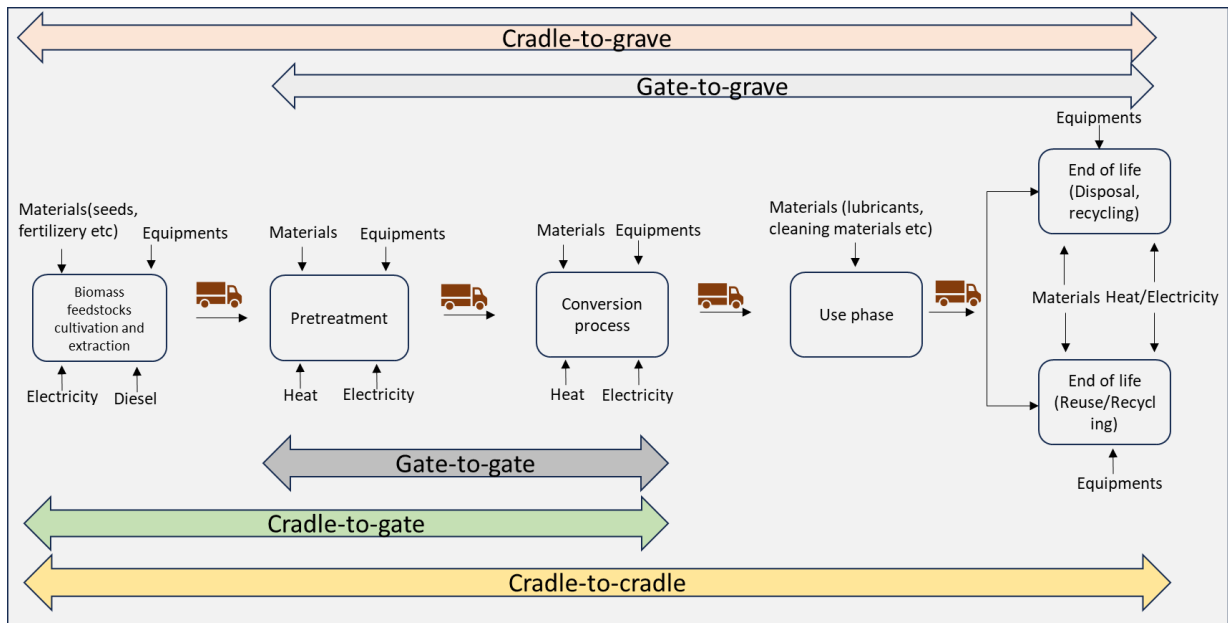 Cradle-to-grave
Gate-to-grave
Equipments
End of life
(Disposal,
recycling)
Materials(seeds,
fertilizery etc)
Equipments
Materials
Equipments
Materials
Equipments
Materials (lubricants,
cleaning materials etc)
Biomass
feedstocks
cultivation and
extraction
Pretreatment
Conversion
process
Use phase
Materials
Heat/Electricity
Electricity
Diesel
Heat
Electricity
Heat
Electricity
End of life
(Reuse/Recycl
ing)
Equipments
Gate-to-gate
Cradle-to-gate
Cradle-to-cradle